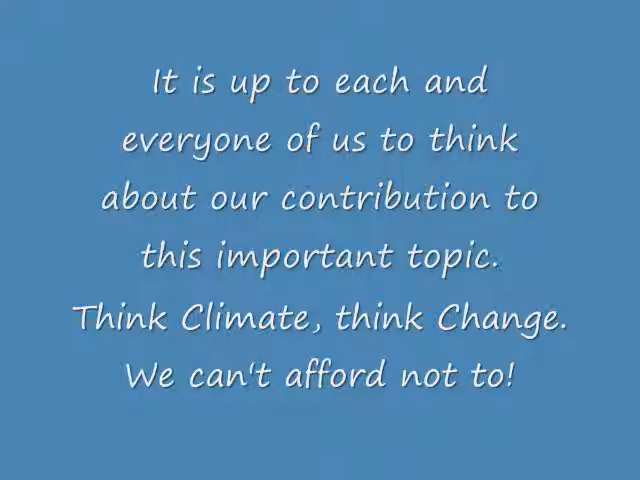 It is up to each and
everyone of us to think
about our contribution to
this important topic.
Think Climate, think Change.
We can't afford not to!